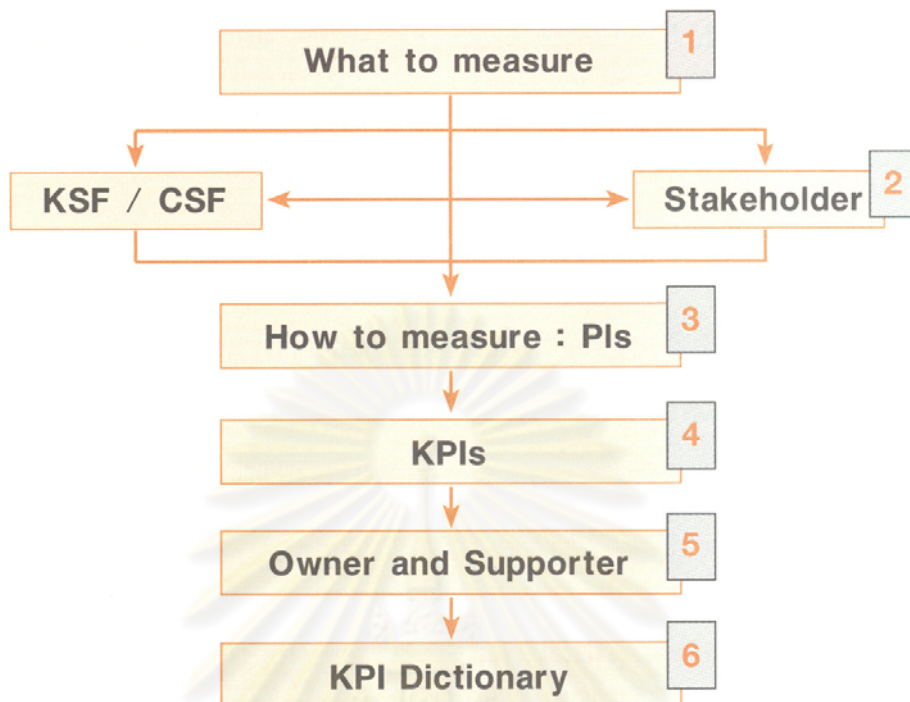 What to measure
1
KSF / CSF
Stakeholder
2
How to measure : PIs
3
KPIs
4
Owner and Supporter
5
KPI Dictionary
6